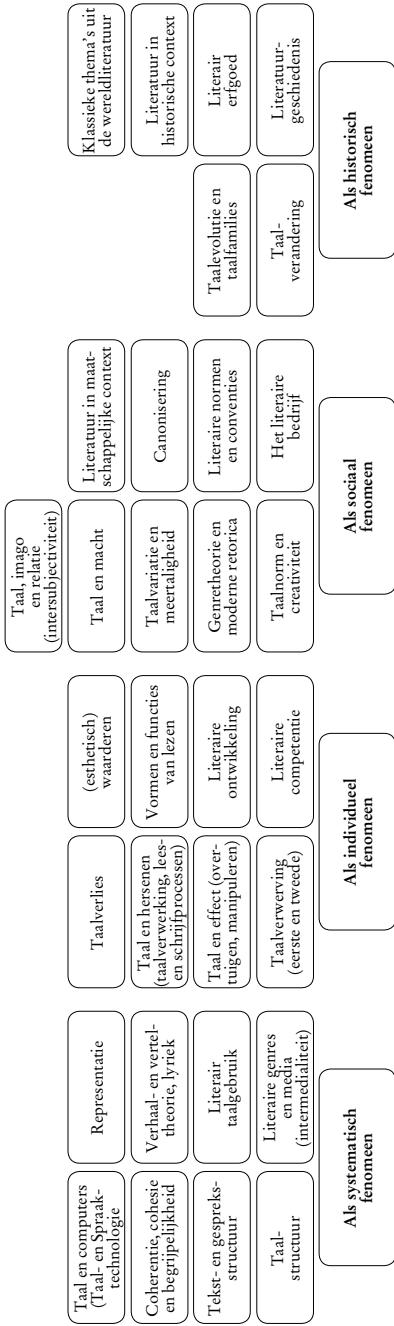 Taal en computers
(Taal- en Spraak-
technologie
Representatie
Coherentie, cohesie
en begrijpelijkheid
Verhaal- en vertel-
theorie, lyriek
Tekst- en gespreks-
structuur
Literair
taalgebruik
Taal-
structuur
Literaire genres
en media
(intermedialiteit)
Als systematisch
fenomeen
Taalverlies
(esthetisch)
waarderen
Taal en hersenen
(taalverwerking, lees-
en schrijfprocessen)
Vormen en functies
van lezen
Taal en effect (over-
tuigen, manipuleren)
Literaire
ontwikkeling
Taalverwerving
(eerste en tweede)
Literaire
competentie
Als individueel
fenomeen
Taal, imago
en relatie
(intersubjectiviteit)
Taal en macht
Literatuur in maat-
schappelijke context
Taalvariatie en
meertaligheid
Canonisering
Genretheorie en
moderne retorica
Literaire normen
en conventies
Taalnorm en
creativiteit
Het literaire
bedrijf
Als sociaal
fenomeen
Klassieke thema's uit
de wereldliteratuur
Literatuur in
historische context
Taalevolutie en
taalfamilies
Literair
erfgoed
Taal-
verandering
Literatuur-
geschiedenis
Als historisch
fenomeen